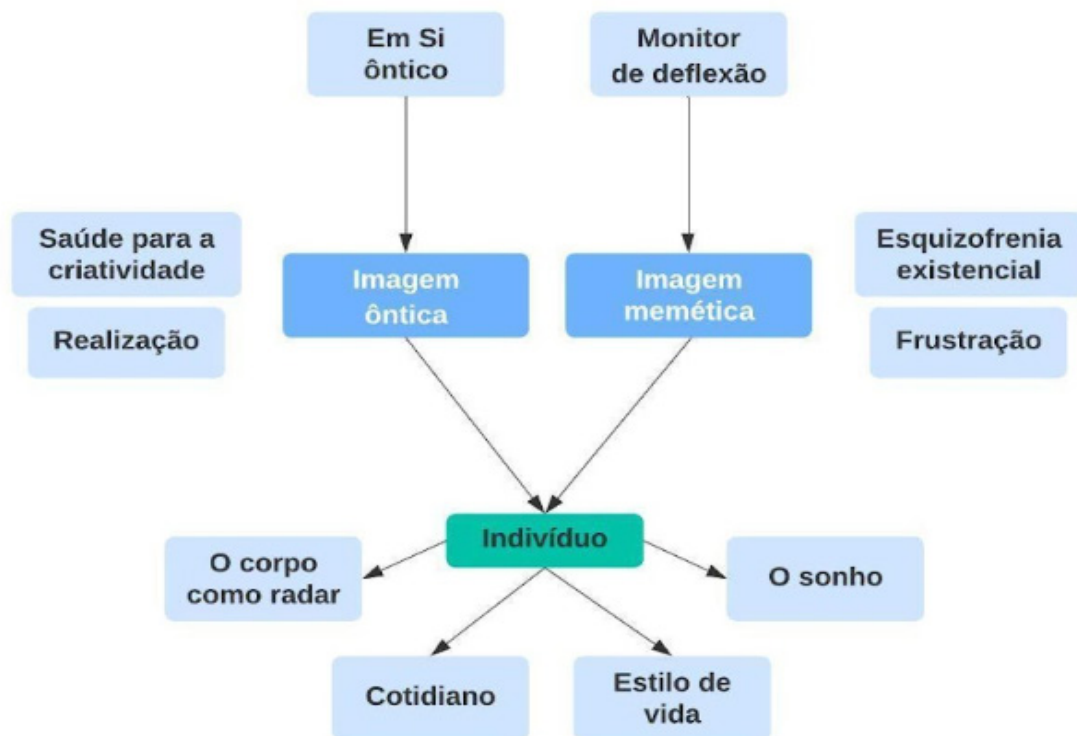 Em Si
ôntico
Monitor
de deflexão
Saúde para a
criatividade
Imagem
ôntica
Imagem
memética
Esquizofrenia
existencial
Realização
Frustração
Indivíduo
O corpo
como radar
O sonho
Cotidiano
Estilo de
vida